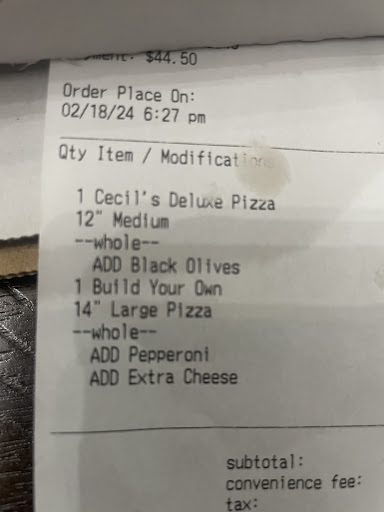 $44.50
Order Place On:
02/18/24 6:27 pm
Qty Item / Modifications
1 Cecil's Deluxe Pizza
12" Medium
--whole--
ADD Black Olives
1 Build Your Own
14" Large Pizza
--whole--
ADD Pepperoni
ADD Extra Cheese
subtotal:
convenience fee:
tax: